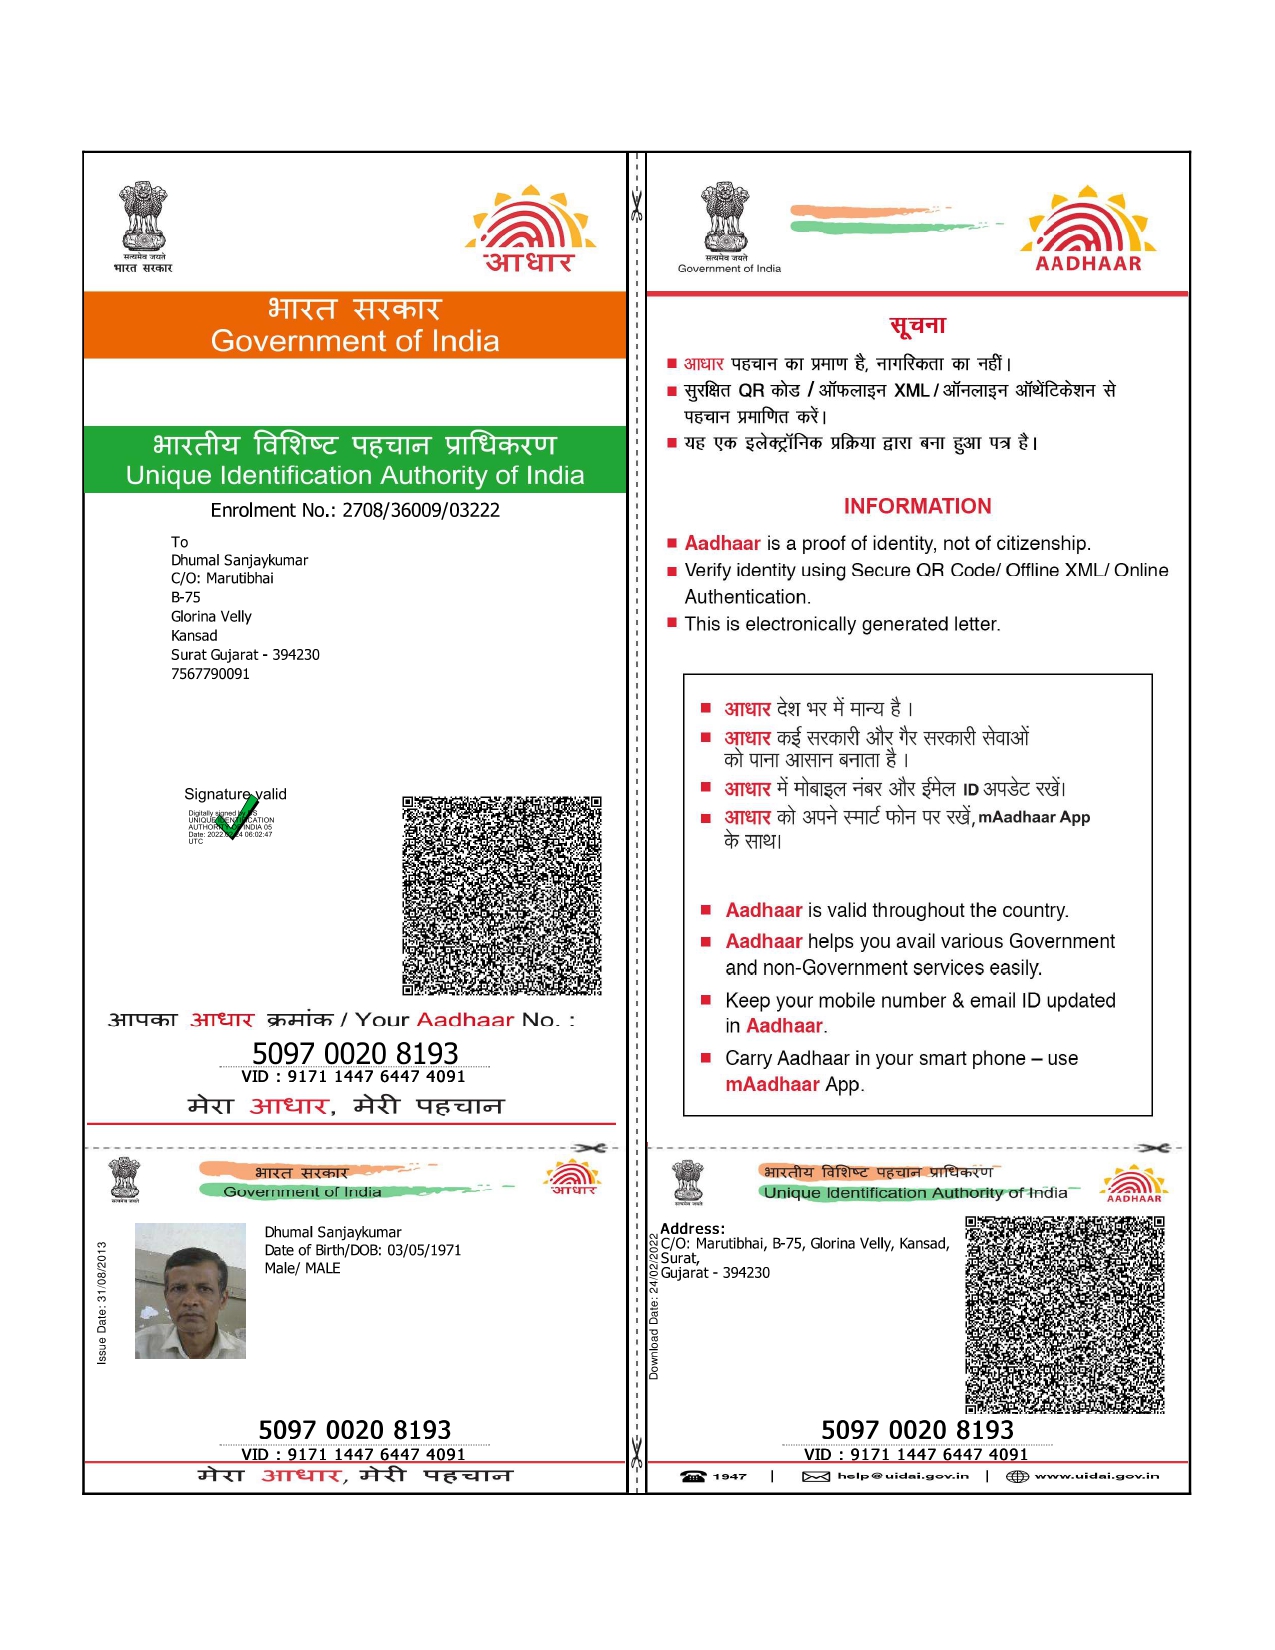 सत्यमेव जयते
भारत सरकार
आधार
भारत सरकार
Government of India
भारतीय विशिष्ट पहचान प्राधिकरण
Unique Identification Authority of India
Enrolment No.: 2708/36009/03222
To
Dhumal Sanjaykumar
C/O: Marutibhai
B-75
Glorina Velly
Kansad
Surat Gujarat - 394230
7567790091
Signature valid
Digitally signed by DS
UNIQUE IDENTIFICATION
AUTHORITY OF INDIA 05
Date: 2022 24 06:02:47
UTC
आपका आधार क्रमांक / Your Aadhaar No. :
5097 0020 8193
VID : 9171 1447 6447 4091
मेरा आधार, मेरी पहचान
सत्यमेव जयते
Government of India
AADHAAR
सूचना
आधार पहचान का प्रमाण है, नागरिकता का नहीं।
सुरक्षित QR कोड / ऑफलाइन XML / ऑनलाइन ऑथेंटिकेशन से
पहचान प्रमाणित करें।
यह एक इलेक्ट्रॉनिक प्रक्रिया द्वारा बना हुआ पत्र है।
INFORMATION
Aadhaar is a proof of identity, not of citizenship.
Verify identity using Secure QR Code/ Offline XML/ Online
Authentication.
This is electronically generated letter.
आधार देश भर में मान्य है।
आधार कई सरकारी और गैर सरकारी सेवाओं
को पाना आसान बनाता है।
आधार में मोबाइल नंबर और ईमेल ID अपडेट रखें।
आधार को अपने स्मार्ट फोन पर रखें, mAadhaar App
के साथ।
Aadhaar is valid throughout the country.
Aadhaar helps you avail various Government
and non-Government services easily.
Keep your mobile number & email ID updated
in Aadhaar.
Carry Aadhaar in your smart phone – use
mAadhaar App.
भारत सरकार
Government of India
आधार
Issue Date: 31/08/2013
Dhumal Sanjaykumar
Date of Birth/DOB: 03/05/1971
Male/ MALE
5097 0020 8193
VID : 9171 1447 6447 4091
मेरा आधार, मेरी पहचान
भारतीय विशिष्ट पहचान प्राधिकरण
Unique Identification Authority of India
AADHAAR
Download Date: 24/02/2022
Address:
C/O: Marutibhai, B-75, Glorina Velly, Kansad,
Surat,
Gujarat - 394230
5097 0020 8193
VID : 9171 1447 6447 4091
1947 | help@uidai.gov.in | www.uidai.gov.in